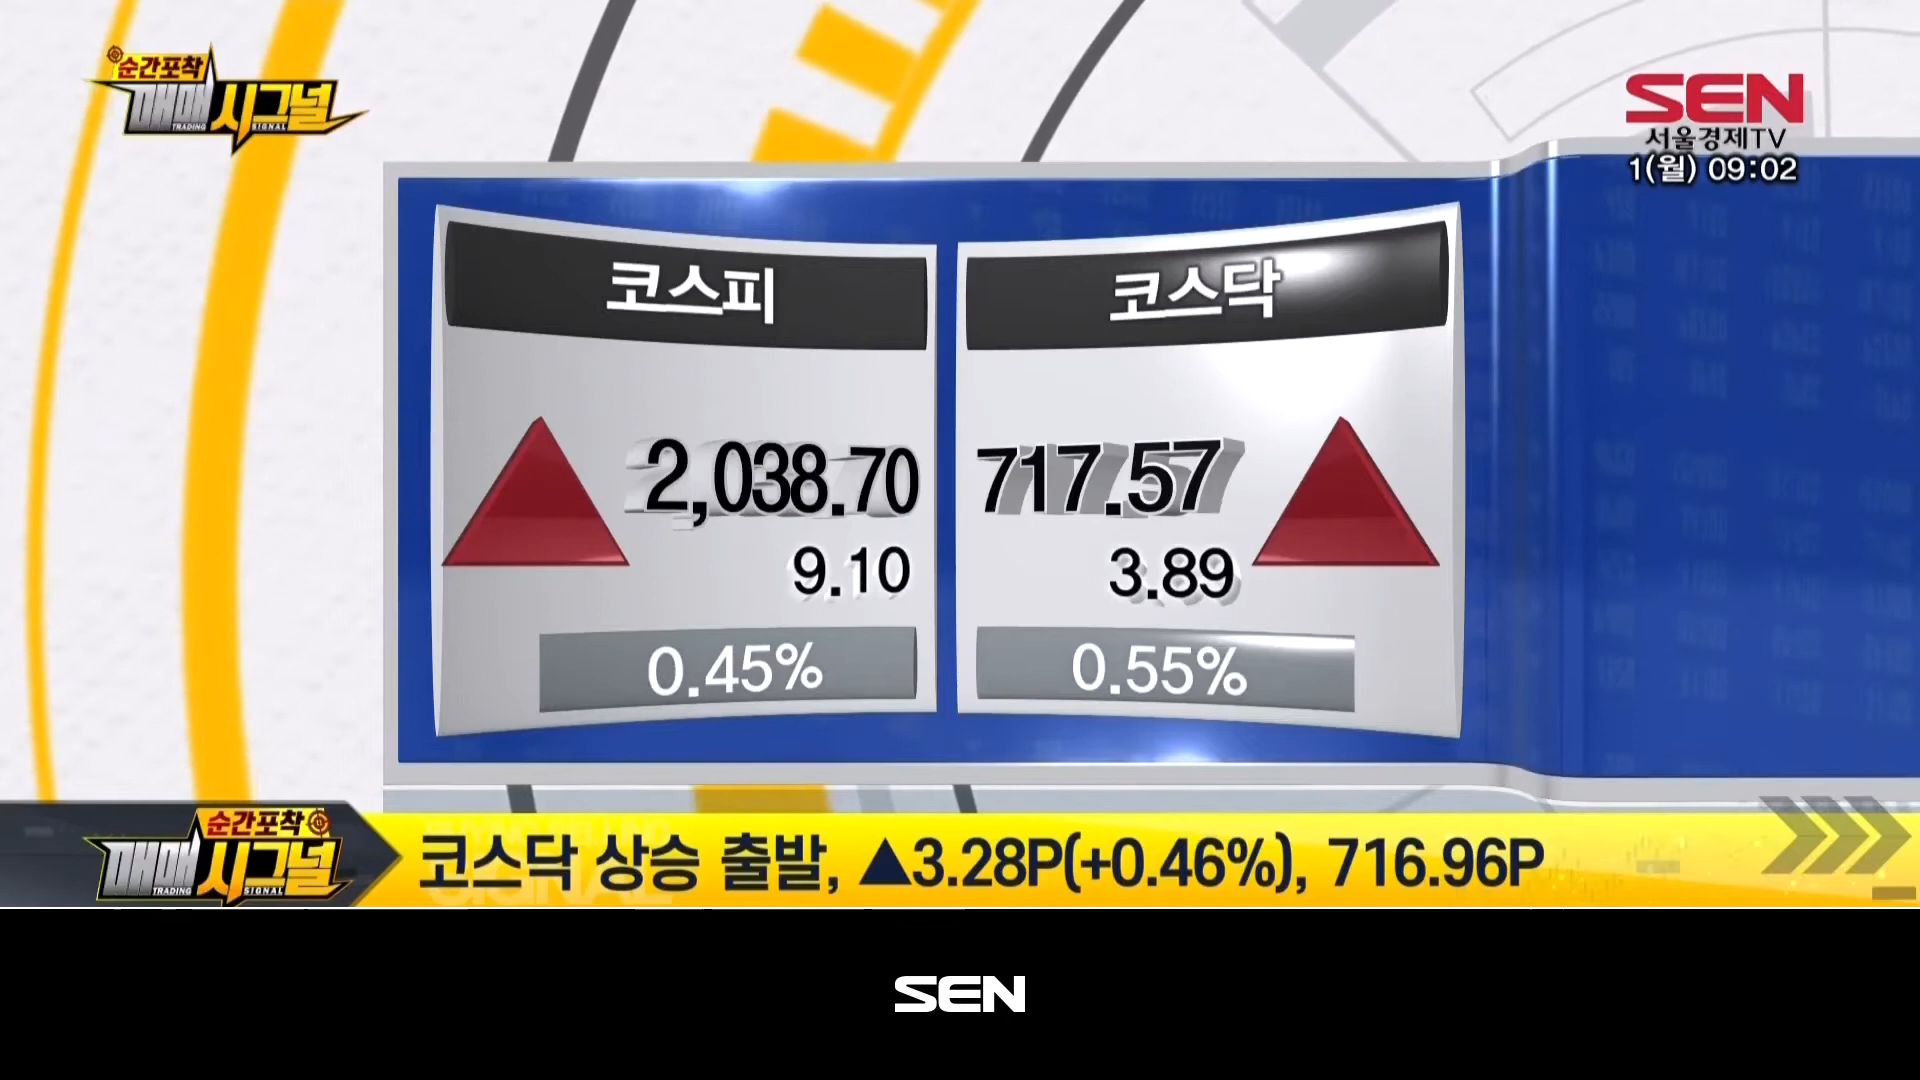 순간포착
매매시그널
TRADING SIGNAL
SEN
서울경제TV
1(월) 09:02
코스피
2,038.70
9.10
0.45%
코스닥
717.57
3.89
0.55%
순간포착
매매시그널
TRADING SIGNAL
코스닥 상승 출발, ▲3.28P(+0.46%), 716.96P
SEN